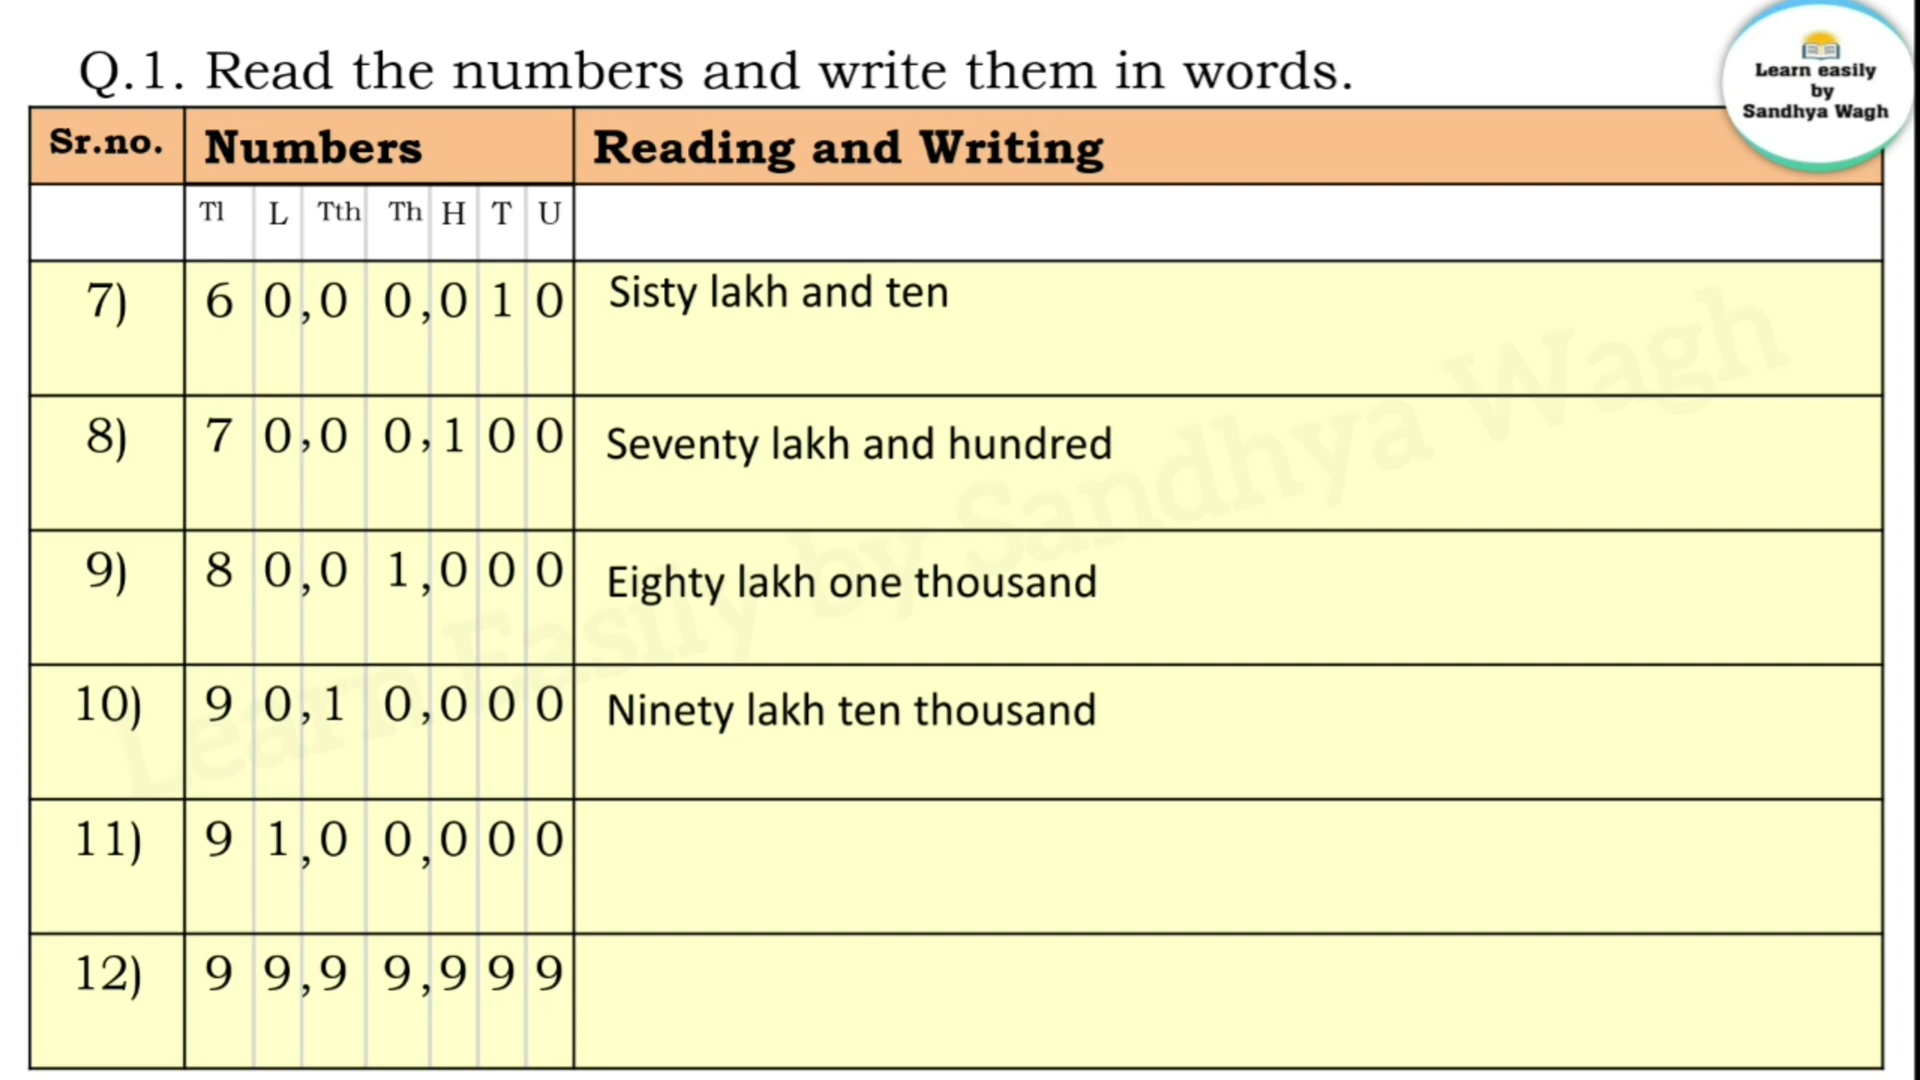 Q.1. Read the numbers and write them in words.
Learn easily
by
Sandhya Wagh
Sr.no. Numbers Reading and Writing
Tl L Tth Th H T U
7) 6 0,0 0,0 1 0 Sisty lakh and ten
8) 7 0,0 0,1 0 0 Seventy lakh and hundred
9) 8 0,0 1,0 0 0 Eighty lakh one thousand
10) 9 0,1 0,0 0 0 Ninety lakh ten thousand
11) 9 1,0 0,0 0 0
12) 9 9,9 9,9 9 9
Learn Easily by Sandhya Wagh